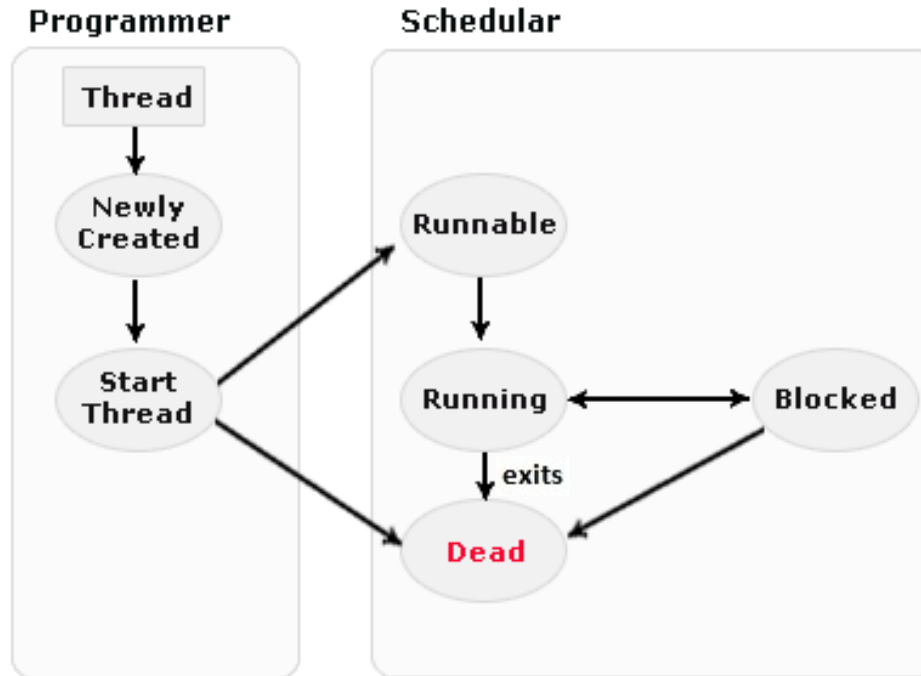 Programmer
Schedular
Thread
Newly
Created
Start
Thread
Runnable
Running
Blocked
exits
Dead